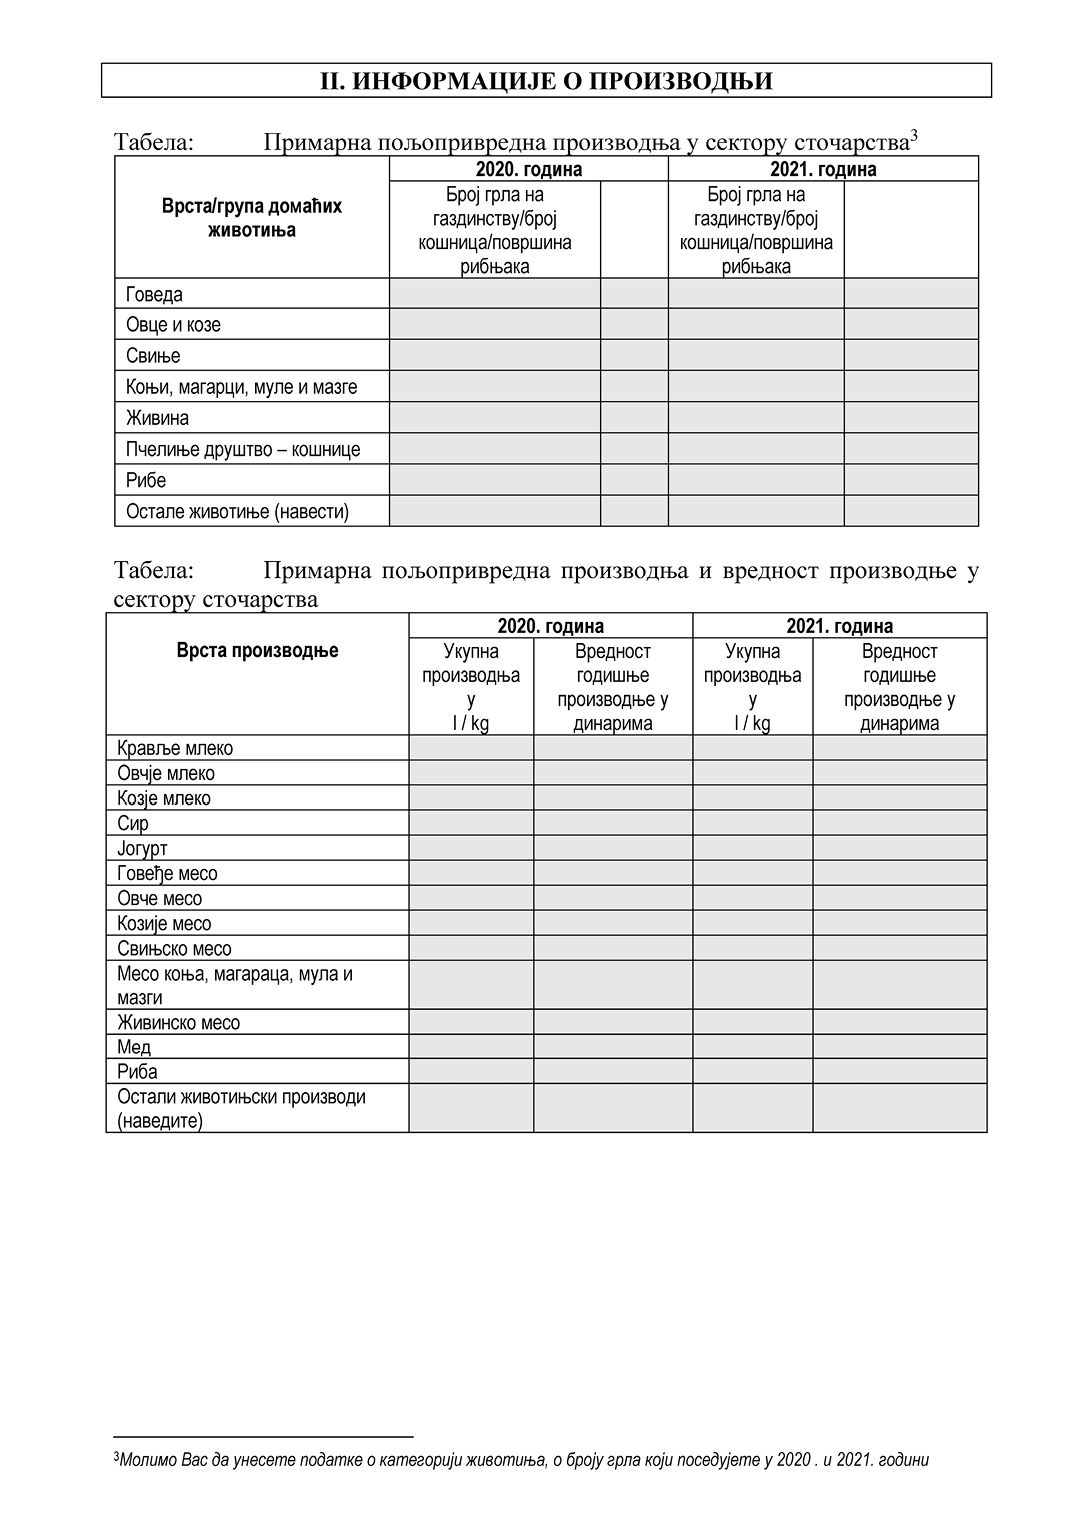 II. ИНФОРМАЦИЈЕ О ПРОИЗВОДЊИ
Табела: Примарна пољопривредна производња у сектору сточарства3
Врста/група домаћих
животиња
2020. година
2021. година
Број грла на
газдинству/број
кошница/површина
рибњака
Број грла на
газдинству/број
кошница/површина
рибњака
Говеда
Овце и козе
Свиње
Коњи, магарци, муле и мазге
Живина
Пчелиње друштво – кошнице
Рибе
Остале животиње (навести)
Табела: Примарна пољопривредна производња и вредност производње у
сектору сточарства
Врста производње
2020. година
2021. година
Укупна
производња
у
l / kg
Вредност
годишње
производње у
динарима
Укупна
производња
у
l / kg
Вредност
годишње
производње у
динарима
Кравље млеко
Овчје млеко
Козје млеко
Сир
Јогурт
Говеђе месо
Овче месо
Козије месо
Свињско месо
Месо коња, магараца, мула и
мазги
Живинско месо
Мед
Риба
Остали животињски производи
(наведите)
3Молимо Вас да унесете податке о категорији животиња, о броју грла који поседујете у 2020 . и 2021. години